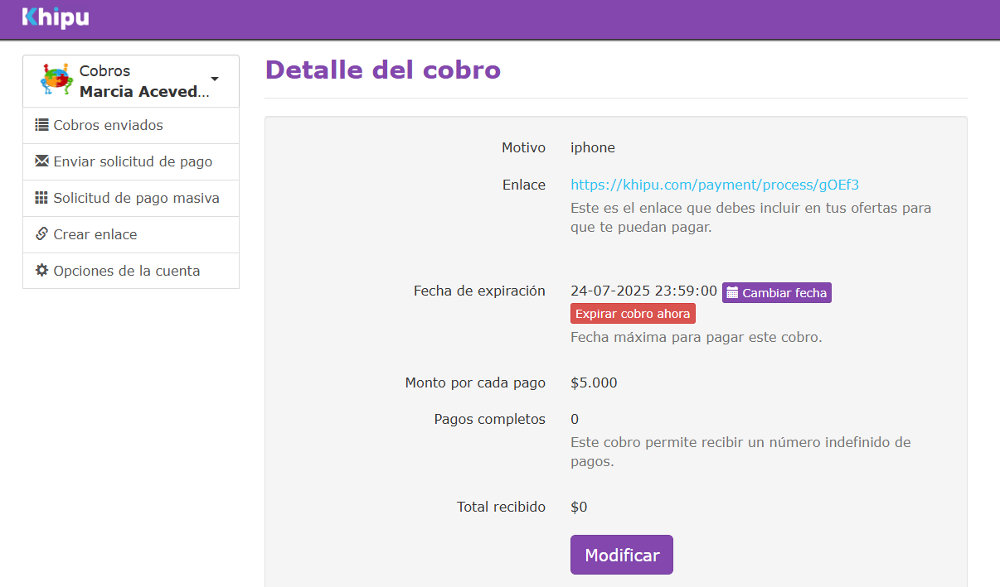 Khipu
Cobros
Marcia Aceved...
Cobros enviados
Enviar solicitud de pago
Solicitud de pago masiva
Crear enlace
Opciones de la cuenta
Detalle del cobro
Motivo iphone
Enlace https://khipu.com/payment/process/gOEf3
Este es el enlace que debes incluir en tus ofertas para
que te puedan pagar.
Fecha de expiración 24-07-2025 23:59:00 Cambiar fecha
Expirar cobro ahora
Fecha máxima para pagar este cobro.
Monto por cada pago $5.000
Pagos completos 0
Este cobro permite recibir un número indefinido de
pagos.
Total recibido $0
Modificar